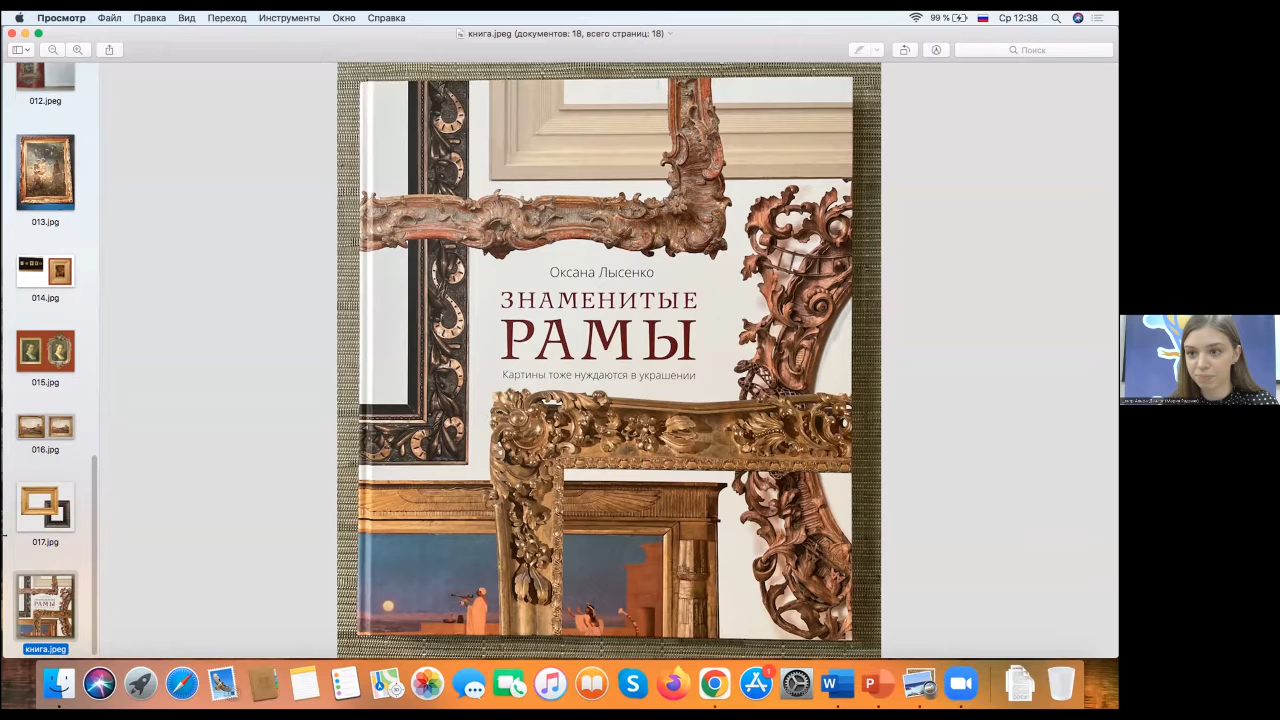 Просмотр Файл Правка Вид Переход Инструменты Окно Справка 99 % Ср 12:38
книга.jpeg (документов: 18, всего страниц: 18)
Поиск
012.jpeg
013.jpg
014.jpg
015.jpg
016.jpg
017.jpg
РАМЫ
книга.jpeg
Оксана Лысенко
ЗНАМЕНИТЫЕ
РАМЫ
Картины тоже нуждаются в украшении